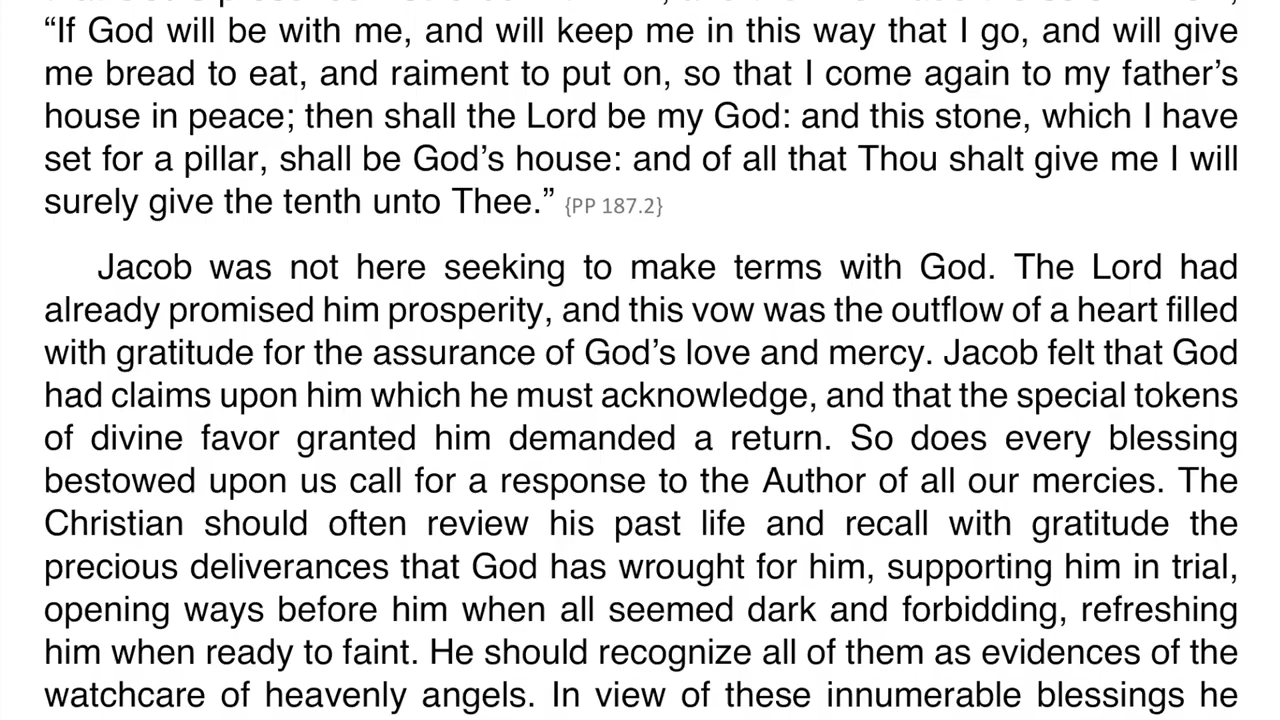 “If God will be with me, and will keep me in this way that I go, and will give
me bread to eat, and raiment to put on, so that I come again to my father’s
house in peace; then shall the Lord be my God: and this stone, which I have
set for a pillar, shall be God’s house: and of all that Thou shalt give me I will
surely give the tenth unto Thee.” {PP 187.2}
Jacob was not here seeking to make terms with God. The Lord had
already promised him prosperity, and this vow was the outflow of a heart filled
with gratitude for the assurance of God’s love and mercy. Jacob felt that God
had claims upon him which he must acknowledge, and that the special tokens
of divine favor granted him demanded a return. So does every blessing
bestowed upon us call for a response to the Author of all our mercies. The
Christian should often review his past life and recall with gratitude the
precious deliverances that God has wrought for him, supporting him in trial,
opening ways before him when all seemed dark and forbidding, refreshing
him when ready to faint. He should recognize all of them as evidences of the
watchcare of heavenly angels. In view of these innumerable blessings he